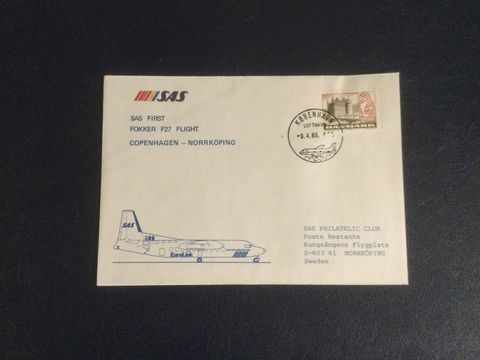 SAS
SAS FIRST
FOKKER F27 FLIGHT
COPENHAGEN – NORRKÖPING
KØBENHAVN
LUFTHAVN
DANMARK
EuroLink
SAS PHILATELIC CLUB
Poste Restante
Kungsängens Flygplats
S-603 61 NORRKÖPING
Sweden